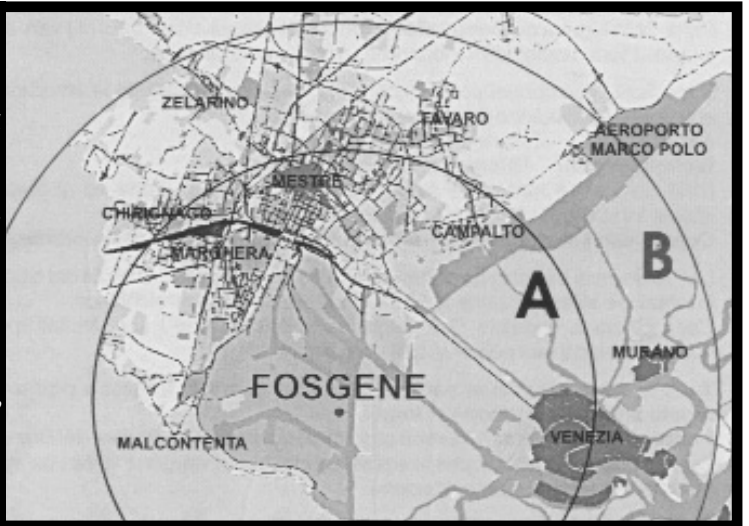 ZELARINO
TAVARO
AEROPORTO
MARCO POLO
MESTRE
CHIRIGNAGO
CAMPALTO
MARGHERA
B
A
MURANO
FOSGENE
VENEZIA
MALCONTENTA